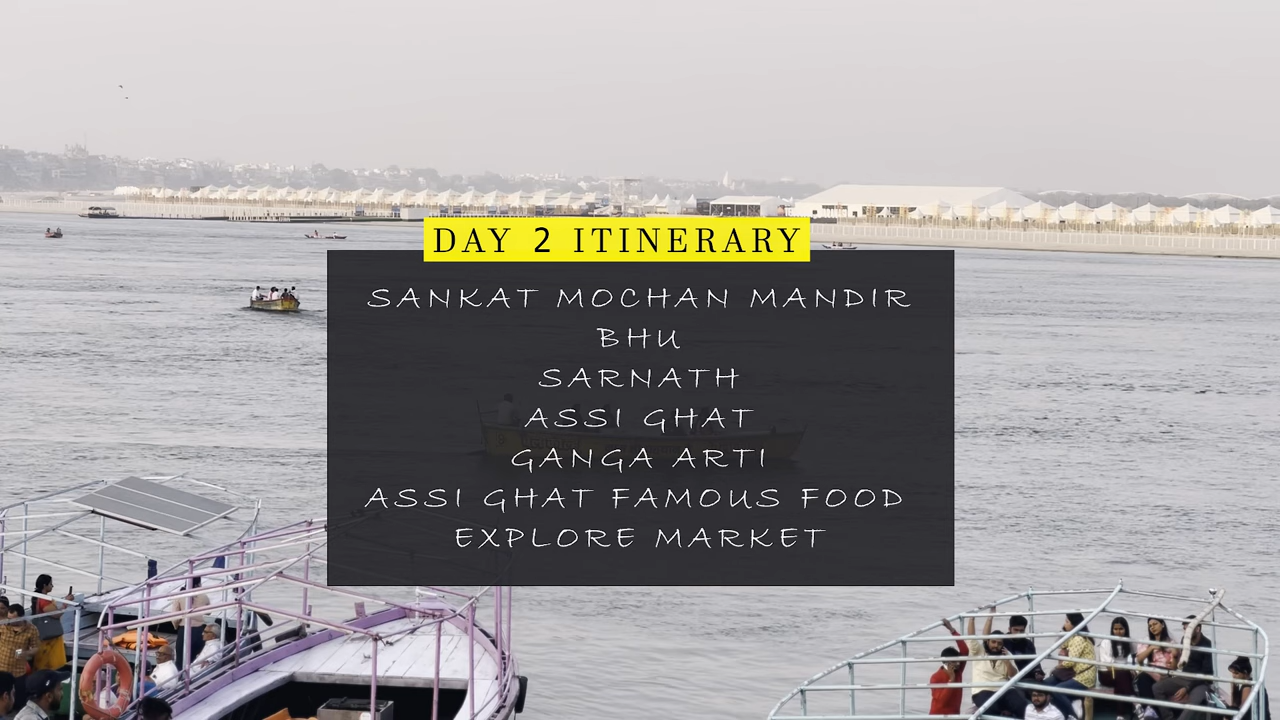 DAY 2 ITINERARY
SANKAT MOCHAN MANDIR
BHU
SARNATH
ASSI GHAT
GANGA ARTI
ASSI GHAT FAMOUS FOOD
EXPLORE MARKET